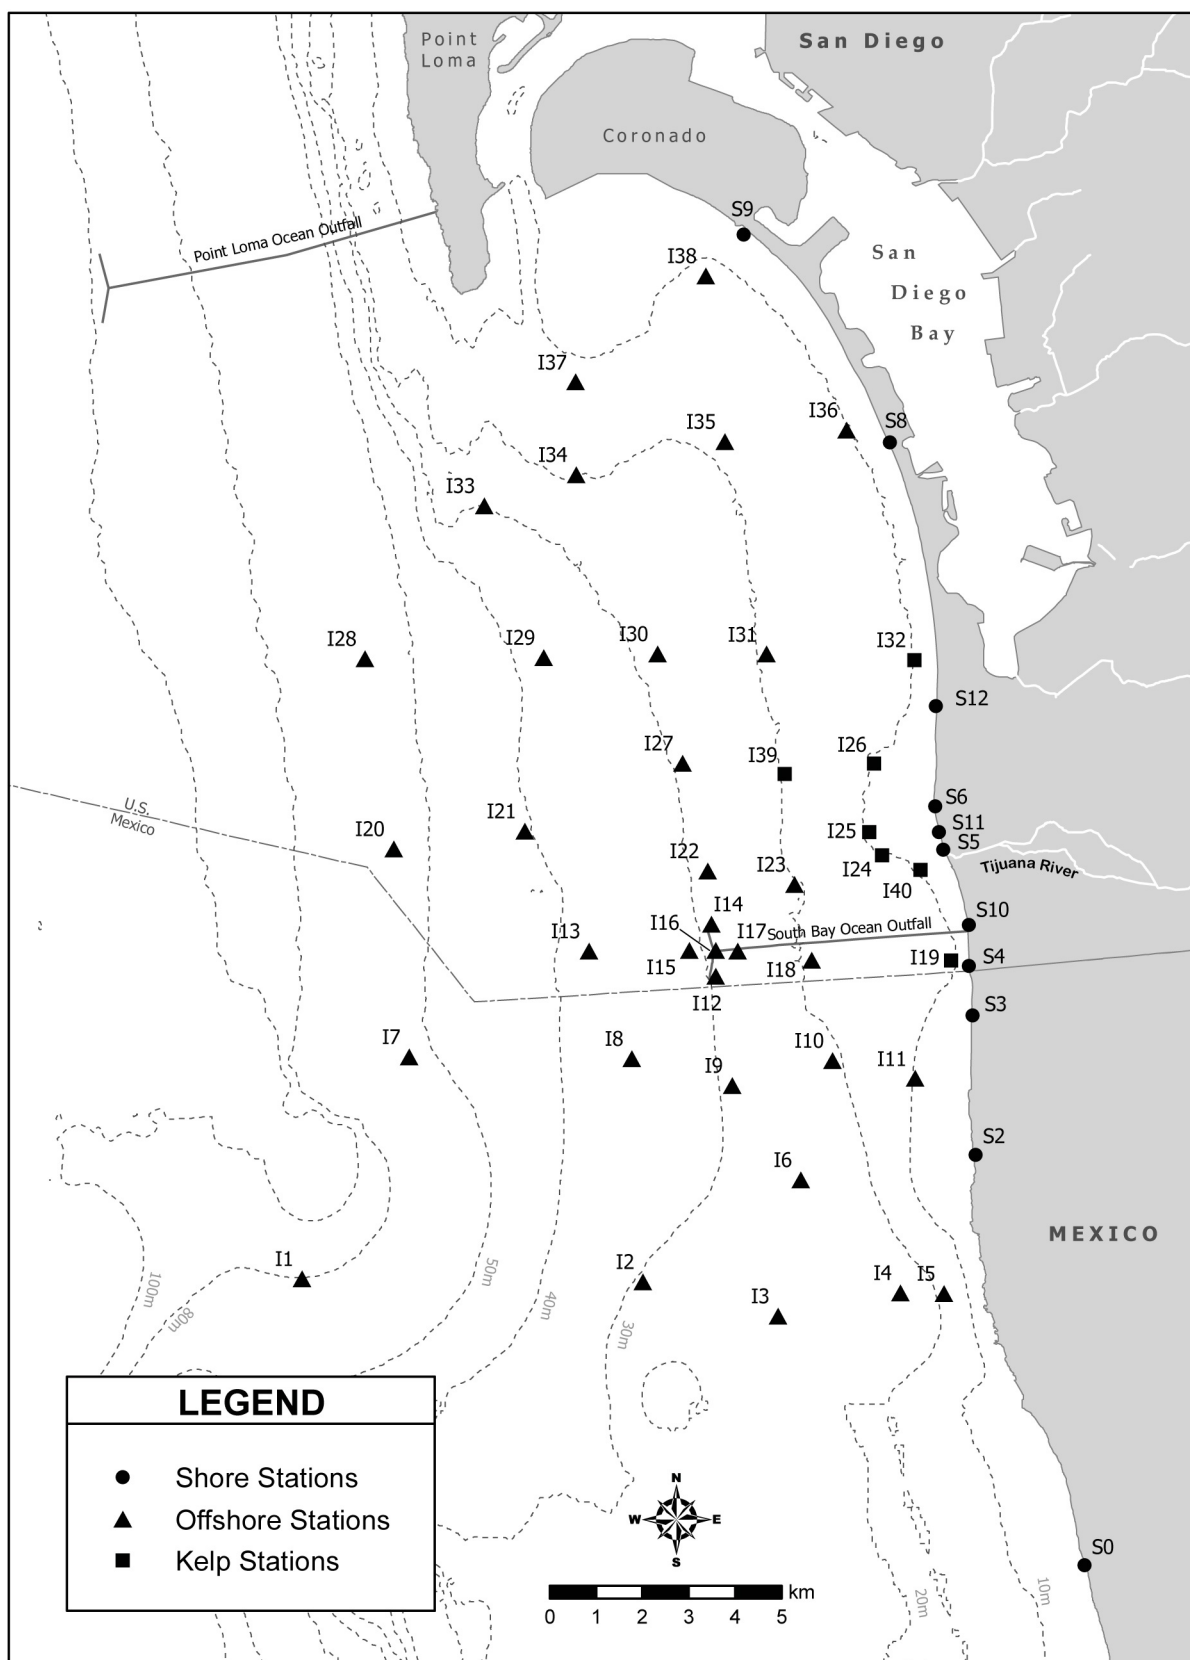 Point
Loma
San Diego
Coronado
S9
Point Loma Ocean Outfall
San
Diego
Bay
I38
I37
I36
I35
S8
I34
I33
I28
I29
I30
I31
I32
S12
I27
I39
I26
U.S.
Mexico
I20
I21
S6
I25
S11
S5
I22
I23
I24
I40
Tijuana River
I14
S10
I13
I16
I17
South Bay Ocean Outfall
I15
I18
I19
S4
I12
S3
I7
I8
I9
I10
I11
S2
I6
MEXICO
I1
I2
I3
I4
I5
100m
80m
50m
40m
30m
LEGEND
Shore Stations
Offshore Stations
Kelp Stations
N
W
E
S
S0
20m
10m
km
0 1 2 3 4 5